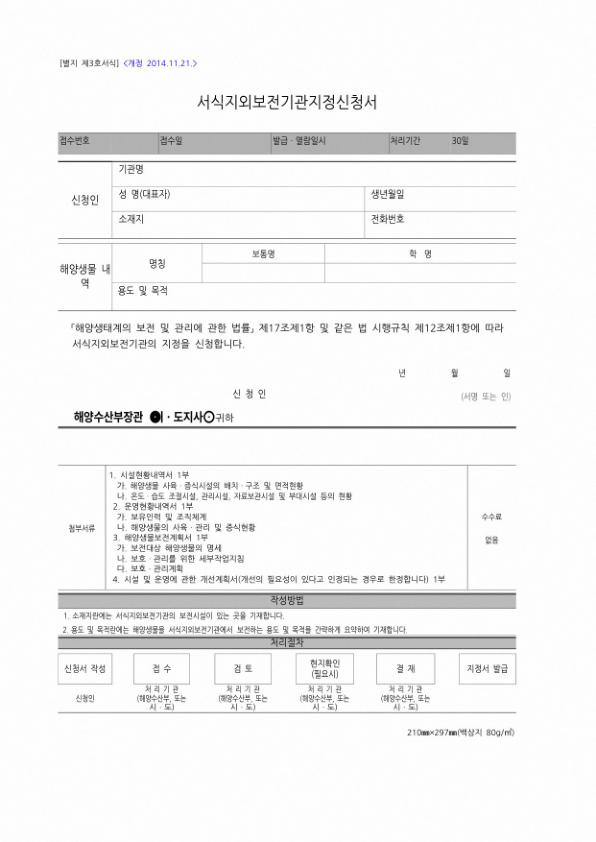 [별지 제3호서식] <개정 2014.11.21.>
서식지외보전기관지정신청서
접수번호 접수일 발급ㆍ열람일시 처리기간 30일
신청인
기관명
성 명(대표자) 생년월일
소재지 전화번호
해양생물 내역
명칭 보통명 학 명
용도 및 목적
「해양생태계의 보전 및 관리에 관한 법률」 제17조제1항 및 같은 법 시행규칙 제12조제1항에 따라
서식지외보전기관의 지정을 신청합니다.
년 월 일
신 청 인 (서명 또는 인)
해양수산부장관 ㆍ도지사 귀하
첨부서류
1. 시설현황내역서 1부
가. 해양생물 사육ㆍ증식시설의 배치ㆍ구조 및 면적현황
나. 온도ㆍ습도 조절시설, 관리시설, 자료보관시설 및 부대시설 등의 현황
2. 운영현황내역서 1부
가. 보유인력 및 조직체계
나. 해양생물의 사육ㆍ관리 및 증식현황
3. 해양생물보전계획서 1부
가. 보전대상 해양생물의 명세
나. 보호ㆍ관리를 위한 세부작업지침
다. 보호ㆍ관리계획
4. 시설 및 운영에 관한 개선계획서(개선의 필요성이 있다고 인정되는 경우로 한정합니다) 1부
수수료
없음
작성방법
1. 소재지란에는 서식지외보전기관의 보전시설이 있는 곳을 기재합니다.
2. 용도 및 목적란에는 해양생물을 서식지외보전기관에서 보전하는 용도 및 목적을 간략하게 요약하여 기재합니다.
처리절차
신청서 작성 접 수 검 토 현지확인 (필요시) 결 재 지정서 발급
신청인 처 리 기 관 처 리 기 관 처 리 기 관 처 리 기 관
(해양수산부, 또는 (해양수산부, 또는 (해양수산부, 또는 (해양수산부, 또는
시ㆍ도) 시ㆍ도) 시ㆍ도) 시ㆍ도)
210㎜×297㎜(백상지 80g/㎡)